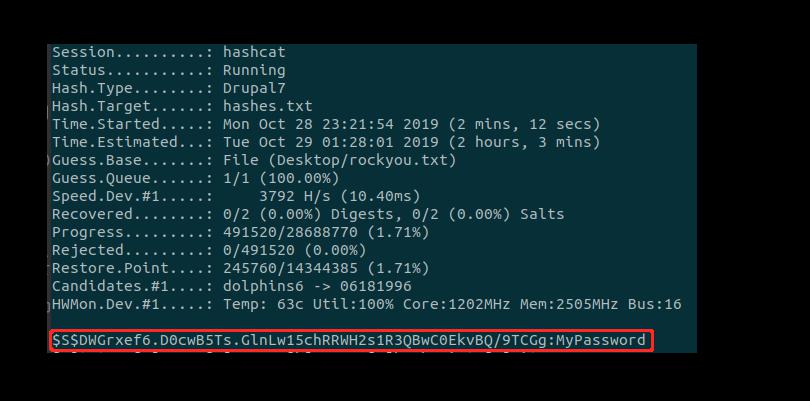 Session..........: hashcat
Status...........: Running
Hash.Type........: Drupal7
Hash.Target......: hashes.txt
Time.Started.....: Mon Oct 28 23:21:54 2019 (2 mins, 12 secs)
Time.Estimated...: Tue Oct 29 01:28:01 2019 (2 hours, 3 mins)
Guess.Base.......: File (Desktop/rockyou.txt)
Guess.Queue......: 1/1 (100.00%)
Speed.Dev.#1.....:     3792 H/s (10.40ms)
Recovered........: 0/2 (0.00%) Digests, 0/2 (0.00%) Salts
Progress.........: 491520/28688770 (1.71%)
Rejected.........: 0/491520 (0.00%)
Restore.Point....: 245760/14344385 (1.71%)
Candidates.#1....: dolphins6 -> 06181996
HWMon.Dev.#1.....: Temp: 63c Util:100% Core:1202MHz Mem:2505MHz Bus:16
$S$DWGrxef6.D0cwB5Ts.GlnLw15chRRWH2s1R3QBwC0EkvBQ/9TCGg:MyPassword